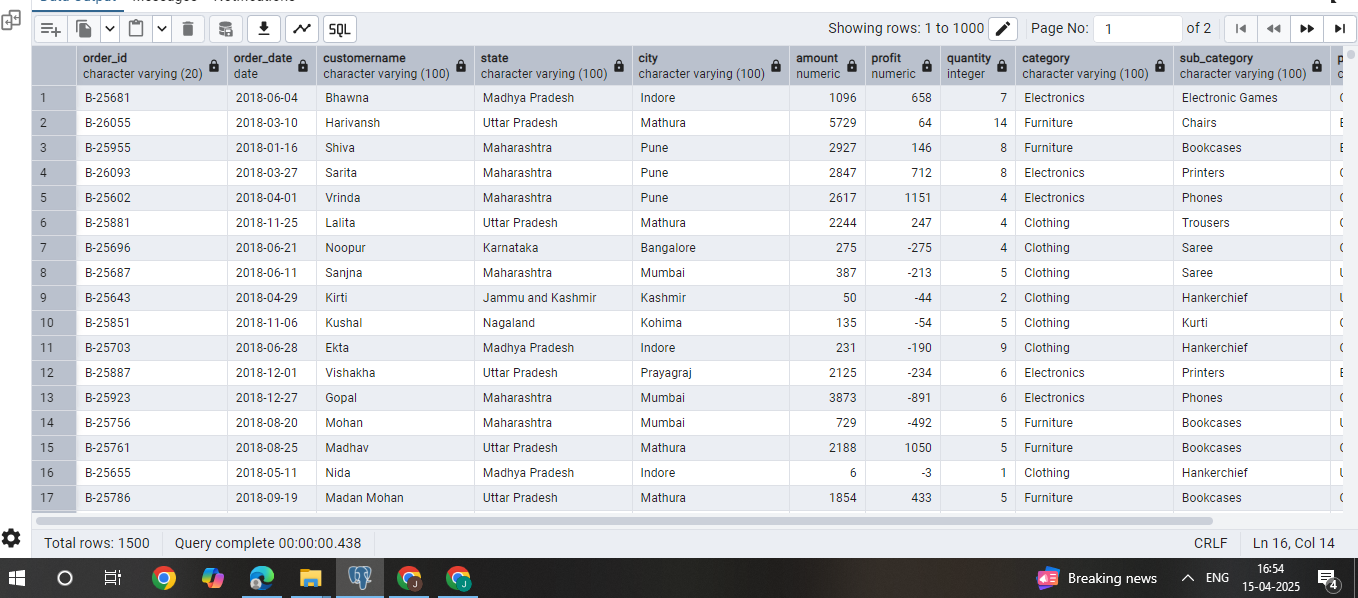 Data Output Messages Notifications
SQL Showing rows: 1 to 1000 Page No: 1 of 2
order_id order_date customername state city amount profit quantity category sub_category p
character varying (20) date character varying (100) character varying (100) character varying (100) numeric numeric integer character varying (100) character varying (100) c
1 B-25681 2018-06-04 Bhawna Madhya Pradesh Indore 1096 658 7 Electronics Electronic Games
2 B-26055 2018-03-10 Harivansh Uttar Pradesh Mathura 5729 64 14 Furniture Chairs
3 B-25955 2018-01-16 Shiva Maharashtra Pune 2927 146 8 Furniture Bookcases
4 B-26093 2018-03-27 Sarita Maharashtra Pune 2847 712 8 Electronics Printers
5 B-25602 2018-04-01 Vrinda Maharashtra Pune 2617 1151 4 Electronics Phones
6 B-25881 2018-11-25 Lalita Uttar Pradesh Mathura 2244 247 4 Clothing Trousers
7 B-25696 2018-06-21 Noopur Karnataka Bangalore 275 -275 4 Clothing Saree
8 B-25687 2018-06-11 Sanjna Maharashtra Mumbai 387 -213 5 Clothing Saree
9 B-25643 2018-04-29 Kirti Jammu and Kashmir Kashmir 50 -44 2 Clothing Hankerchief
10 B-25851 2018-11-06 Kushal Nagaland Kohima 135 -54 5 Clothing Kurti
11 B-25703 2018-06-28 Ekta Madhya Pradesh Indore 231 -190 9 Clothing Hankerchief
12 B-25887 2018-12-01 Vishakha Uttar Pradesh Prayagraj 2125 -234 6 Electronics Printers
13 B-25923 2018-12-27 Gopal Maharashtra Mumbai 3873 -891 6 Electronics Phones
14 B-25756 2018-08-20 Mohan Maharashtra Mumbai 729 -492 5 Furniture Bookcases
15 B-25761 2018-08-25 Madhav Uttar Pradesh Mathura 2188 1050 5 Furniture Bookcases
16 B-25655 2018-05-11 Nida Madhya Pradesh Indore 6 -3 1 Clothing Hankerchief
17 B-25786 2018-09-19 Madan Mohan Uttar Pradesh Mathura 1854 433 5 Furniture Bookcases
Total rows: 1500 Query complete 00:00:00.438 CRLF Ln 16, Col 14
Breaking news ENG 16:54
15-04-2025 4